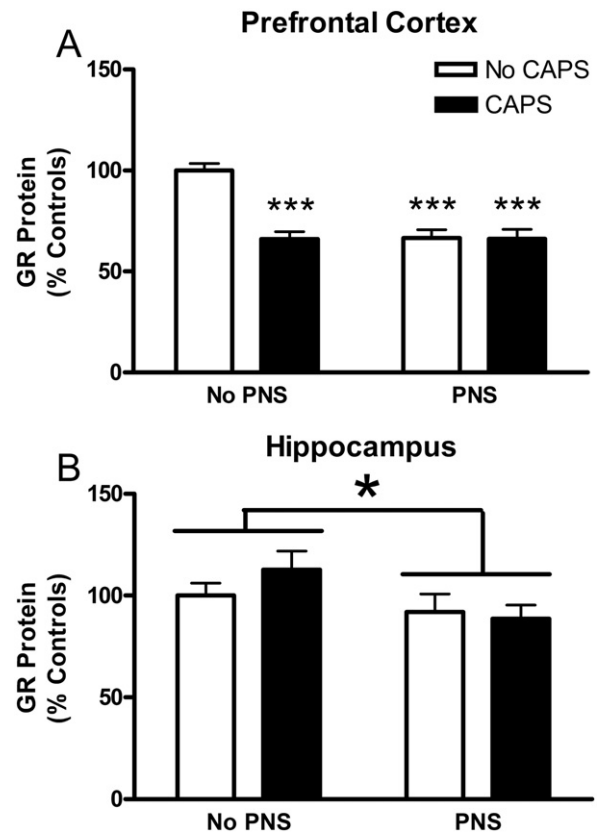 A
Prefrontal Cortex
No CAPS
CAPS
GR Protein
(% Controls)
150
100
50
0
***
***
***
No PNS
PNS
B
Hippocampus
GR Protein
(% Controls)
150
100
50
0
*
No PNS
PNS